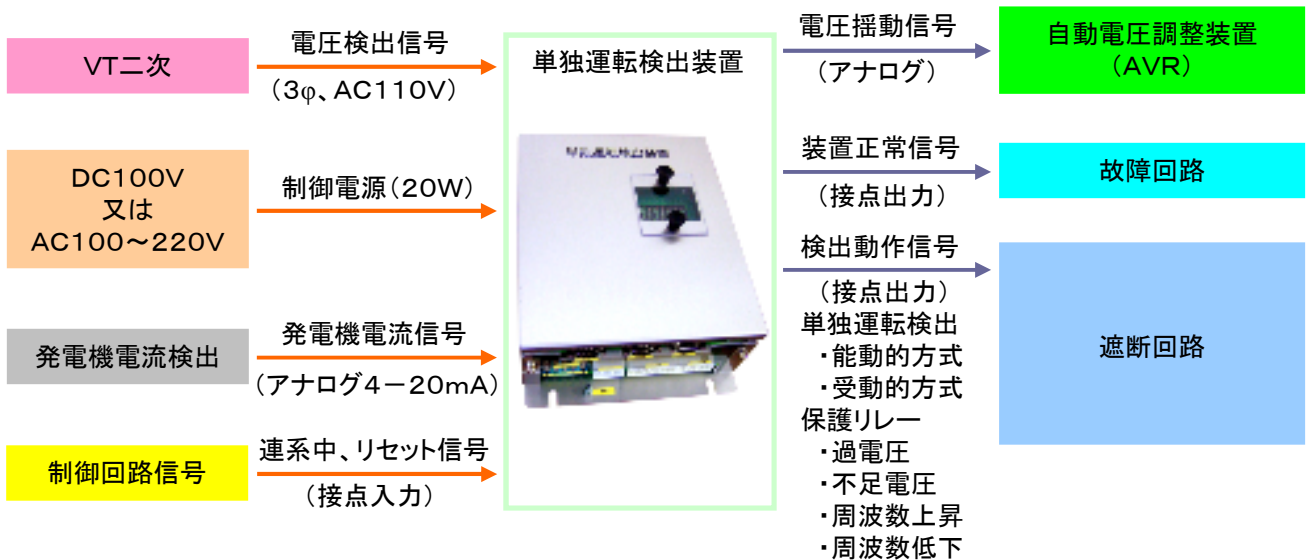 VT二次
電圧検出信号
(3φ、AC110V)
DC100V
又は
AC100~220V
制御電源(20W)
発電機電流検出
発電機電流信号
(アナログ4-20mA)
制御回路信号
連系中、リセット信号
(接点入力)
単独運転検出装置
単独運転検出装置
電圧揺動信号
(アナログ)
自動電圧調整装置
(AVR)
装置正常信号
(接点出力)
故障回路
検出動作信号
(接点出力)
単独運転検出
・能動的方式
・受動的方式
保護リレー
・過電圧
・不足電圧
・周波数上昇
・周波数低下
遮断回路